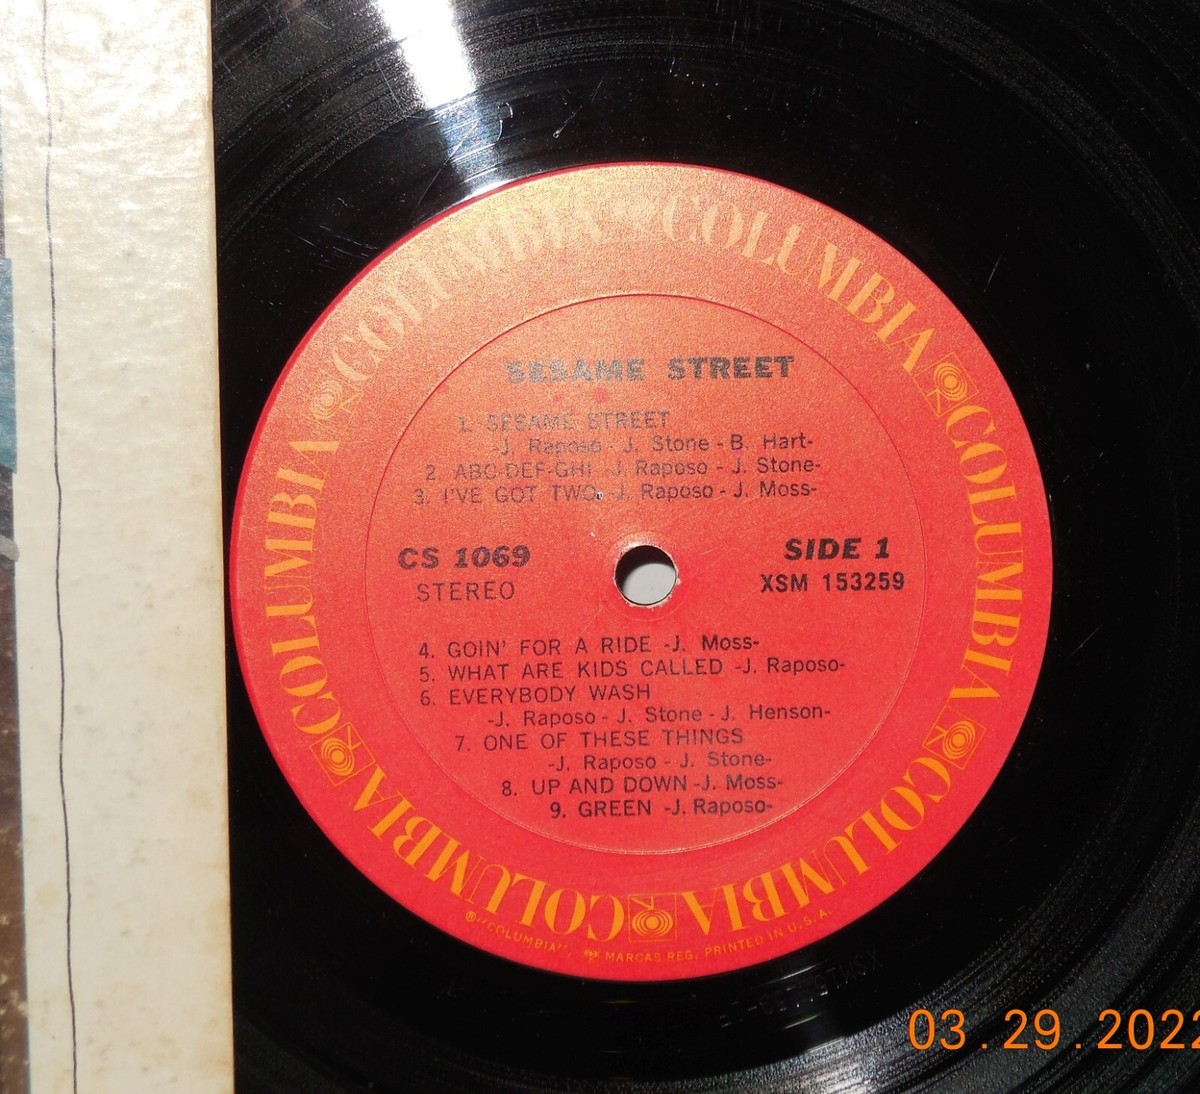 COLUMBIA COLUMBIA COLUMBIA COLUMBIA COLUMBIA COLUMBIA
SESAME STREET
1. SESAME STREET
-J. Raposo - J. Stone - B. Hart-
2. ABC-DEF-GHI -J. Raposo - J. Stone-
3. I'VE GOT TWO -J. Raposo - J. Moss-
CS 1069
STEREO
SIDE 1
XSM 153259
4. GOIN' FOR A RIDE -J. Moss-
5. WHAT ARE KIDS CALLED -J. Raposo-
6. EVERYBODY WASH
-J. Raposo - J. Stone - J. Henson-
7. ONE OF THESE THINGS
-J. Raposo - J. Stone-
8. UP AND DOWN -J. Moss-
9. GREEN -J. Raposo-
® "COLUMBIA", MARCAS REG. PRINTED IN U.S.A.
03.29.2022